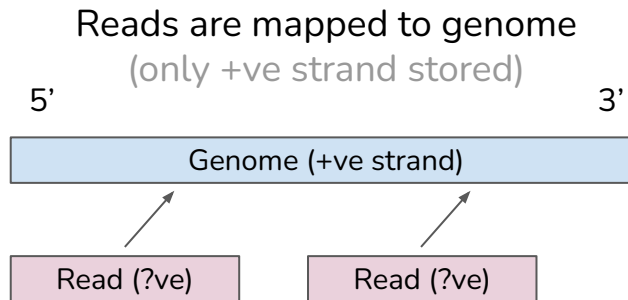 Reads are mapped to genome
(only +ve strand stored)
5’ 3’
Genome (+ve strand)
Read (?ve) Read (?ve)